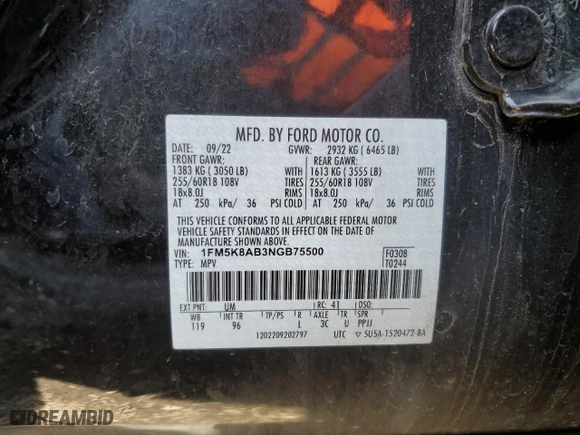 MFD. BY FORD MOTOR CO.
DATE: 09/22 GVWR: 2932 KG ( 6465 LB)
FRONT GAWR: REAR GAWR:
1383 KG ( 3050 LB) WITH 1613 KG ( 3555 LB) WITH
255/60R18 108V TIRES 255/60R18 108V TIRES
18x8.0J RIMS 18x8.0J RIMS
AT 250 kPa/ 36 PSI COLD AT 250 kPa/ 36 PSI COLD
THIS VEHICLE CONFORMS TO ALL APPLICABLE FEDERAL MOTOR
VEHICLE SAFETY STANDARDS IN EFFECT ON THE DATE OF
MANUFACTURE SHOWN ABOVE.
VIN: 1FM5K8AB3NGB75500 F0308
TYPE: MPV T0244
EXT PNT: UM RC: 41 DSO:
WB INT TR TP/PS R AXLE TR SPR
119 96 L 3C U PPJJ
1202209202797 UTC ▽ 5U5A-1520472-BA
DREAMBID